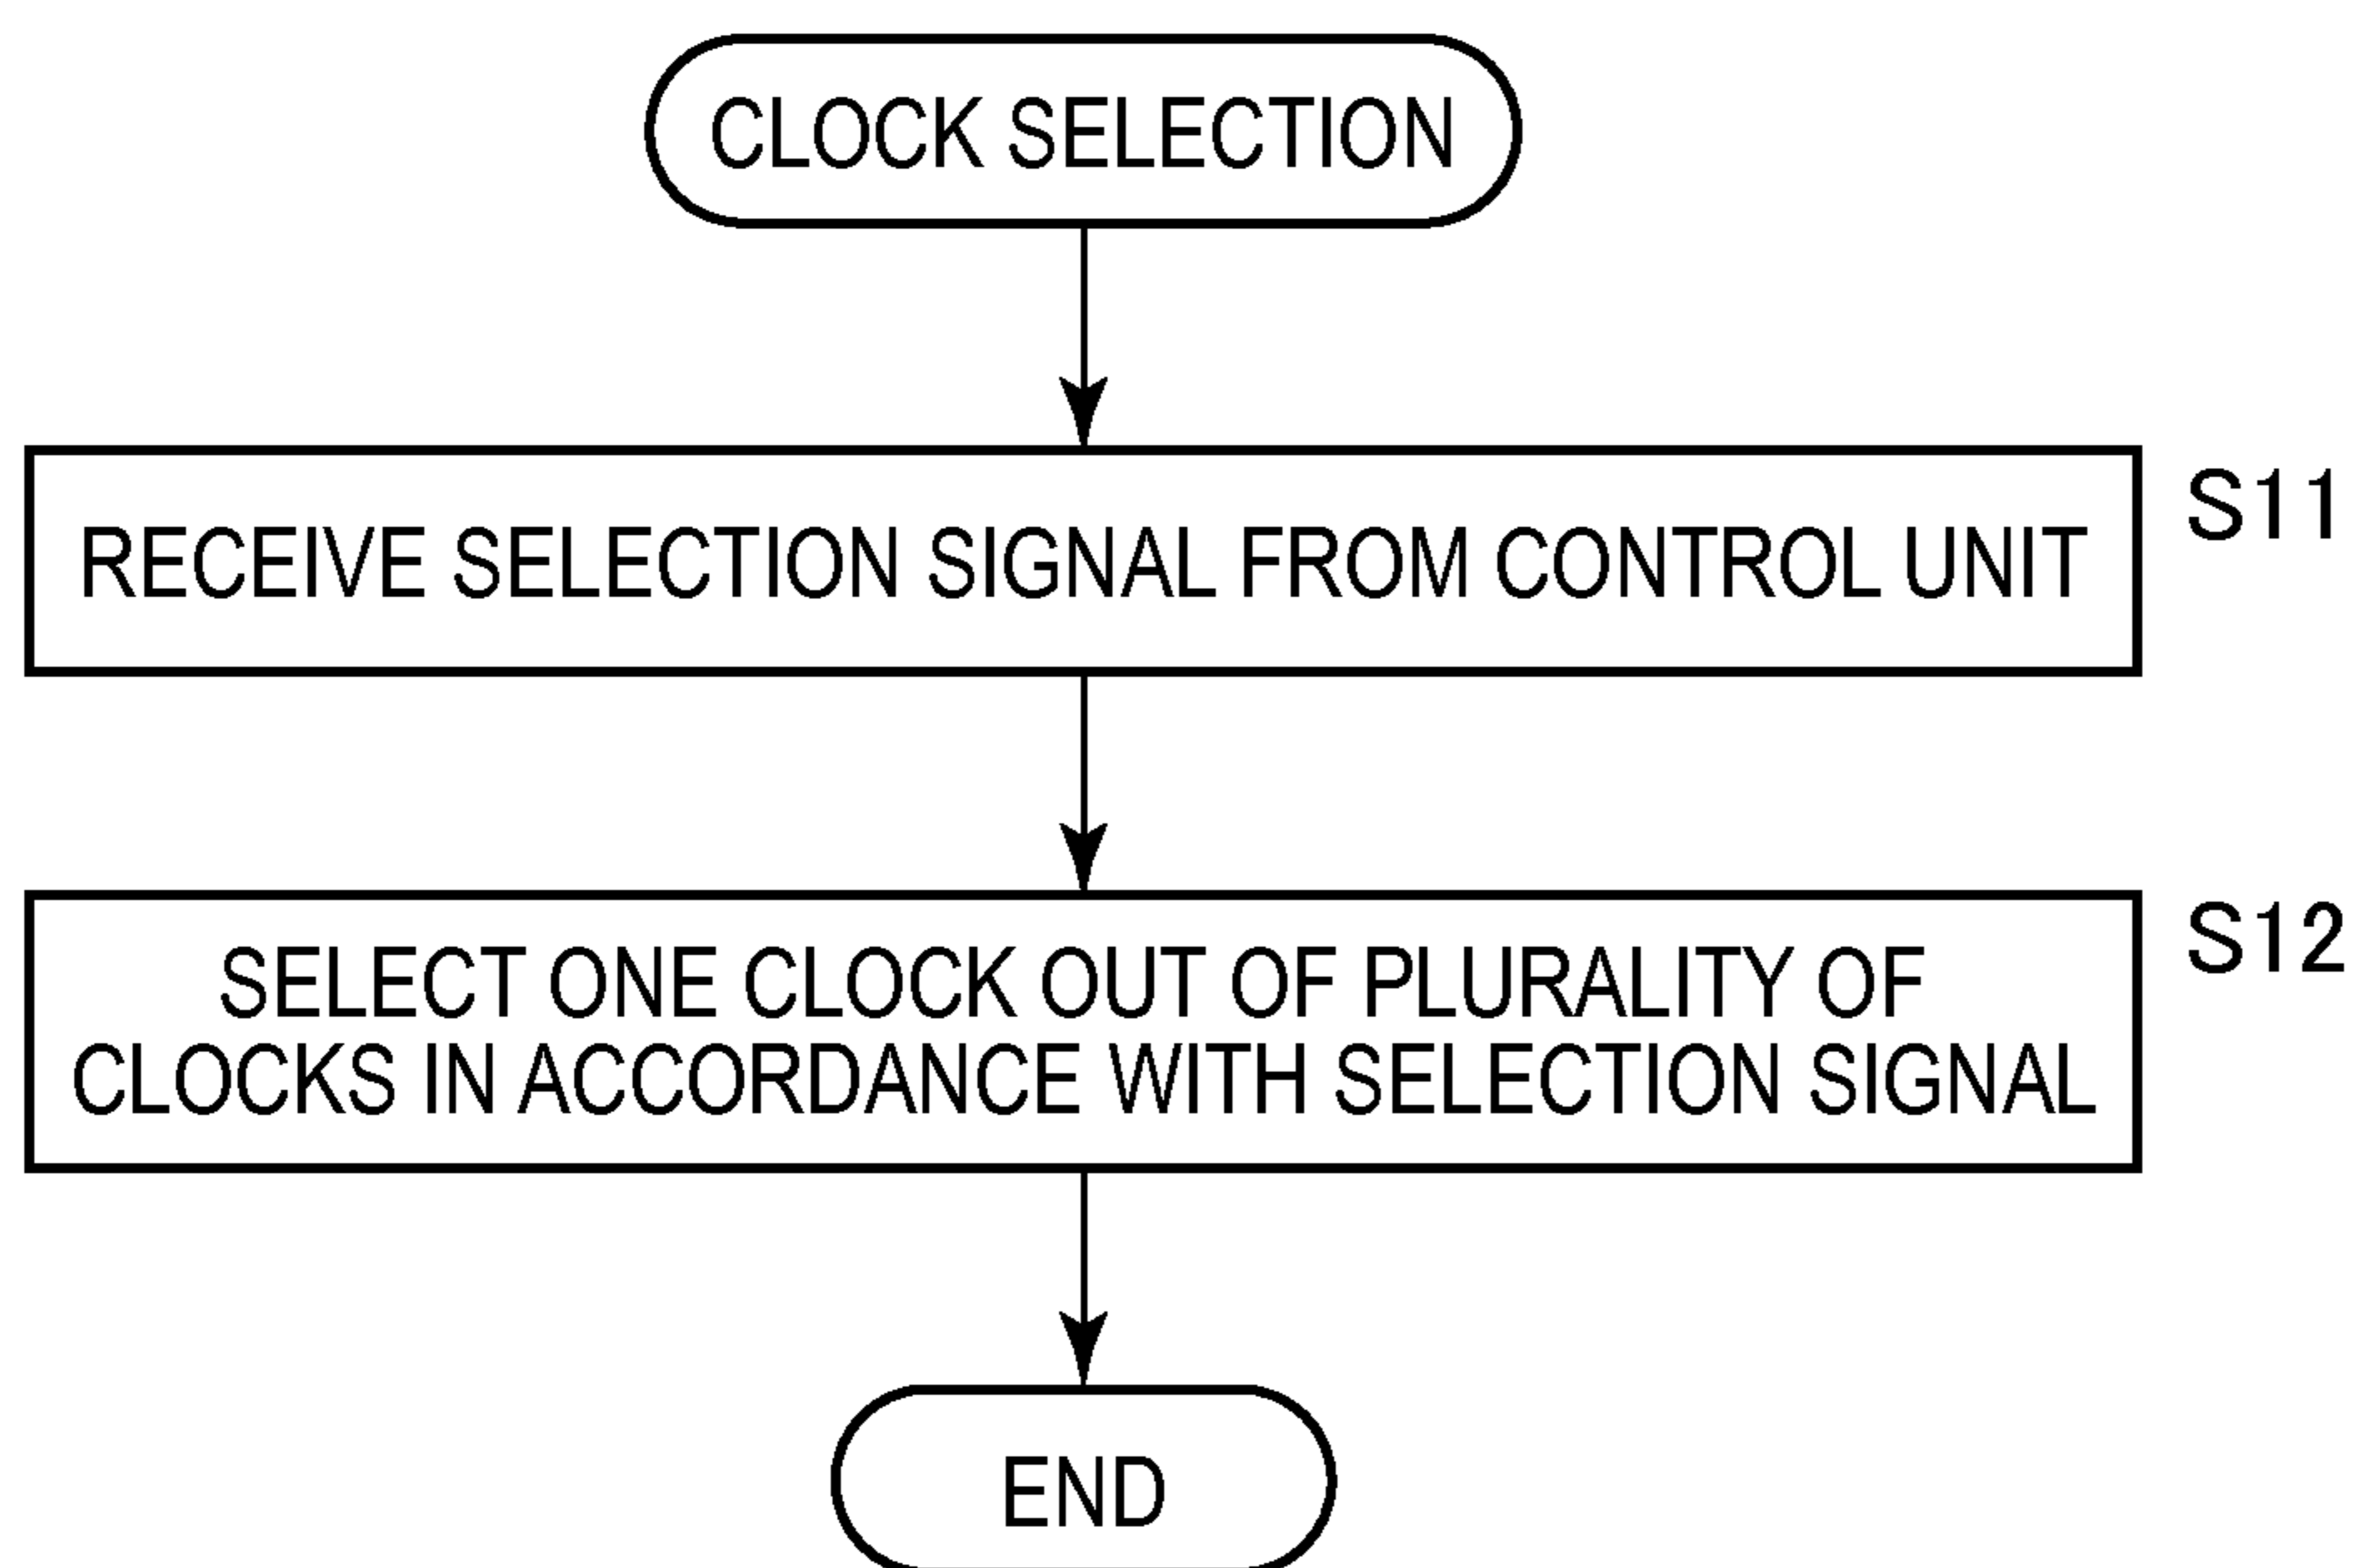 CLOCK SELECTION
RECEIVE SELECTION SIGNAL FROM CONTROL UNIT
S11
SELECT ONE CLOCK OUT OF PLURALITY OF
CLOCKS IN ACCORDANCE WITH SELECTION SIGNAL
S12
END